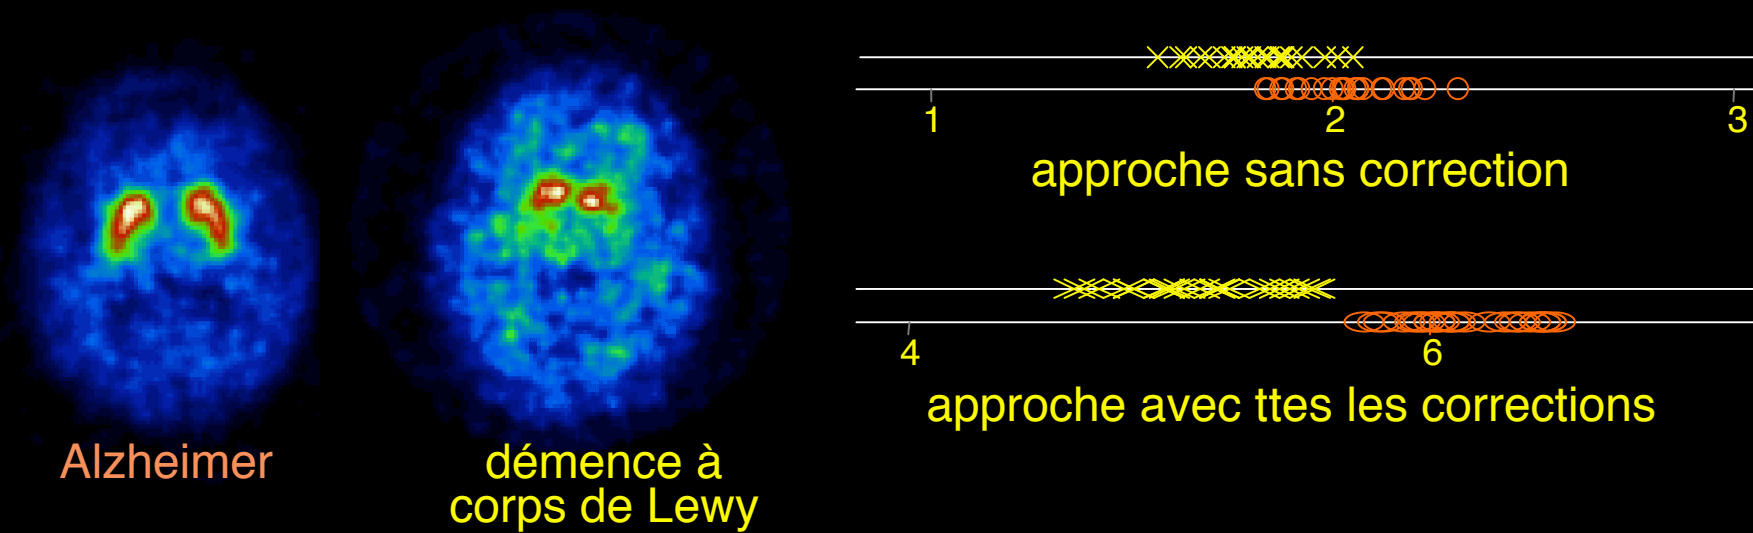 Alzheimer
démence à
corps de Lewy
1 2 3
approche sans correction
4 6
approche avec ttes les corrections